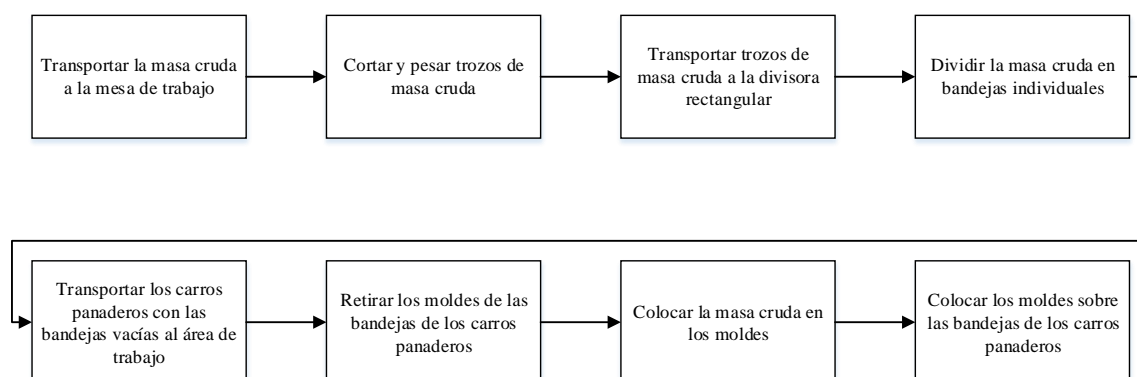 Transportar la masa cruda
a la mesa de trabajo
Cortar y pesar trozos de
masa cruda
Transportar trozos de
masa cruda a la divisora
rectangular
Dividir la masa cruda en
bandejas individuales
Transportar los carros
panaderos con las
bandejas vacías al área de
trabajo
Retirar los moldes de las
bandejas de los carros
panaderos
Colocar la masa cruda en
los moldes
Colocar los moldes sobre
las bandejas de los carros
panaderos